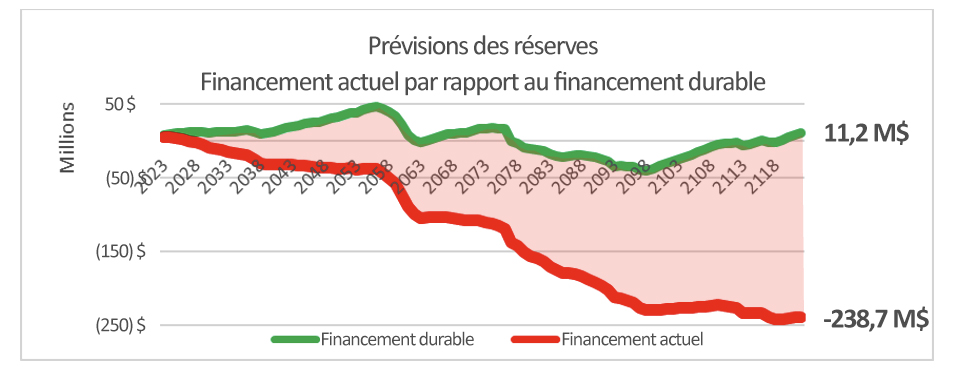 Prévisions des réserves
Financement actuel par rapport au financement durable
Millions
50 $
(50) $
(150) $
(250) $
2023 2028 2033 2038 2043 2048 2053 2058 2063 2068 2073 2078 2083 2088 2093 2098 2103 2108 2113 2118
11,2 M$
-238,7 M$
Financement durable Financement actuel